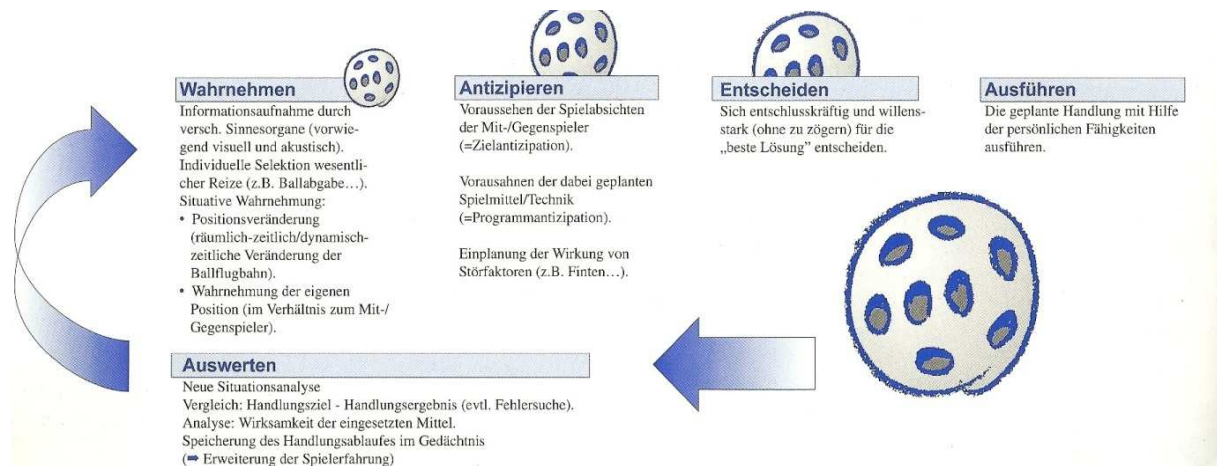 Wahrnehmen
Informationsaufnahme durch
versch. Sinnesorgane (vorwie-
gend visuell und akustisch).
Individuelle Selektion wesentli-
cher Reize (z.B. Ballabgabe…).
Situative Wahrnehmung:
• Positionsveränderung
(räumlich-zeitlich/dynamisch-
zeitliche Veränderung der
Ballflugbahn).
• Wahrnehmung der eigenen
Position (im Verhältnis zum Mit-/
Gegenspieler).
Antizipieren
Voraussehen der Spielabsichten
der Mit-/Gegenspieler
(=Zielantizipation).
Vorausahnen der dabei geplanten
Spielmittel/Technik
(=Programmantizipation).
Einplanung der Wirkung von
Störfaktoren (z.B. Finten…).
Entscheiden
Sich entschlusskräftig und willens-
stark (ohne zu zögern) für die
„beste Lösung" entscheiden.
Ausführen
Die geplante Handlung mit Hilfe
der persönlichen Fähigkeiten
ausführen.
Auswerten
Neue Situationsanalyse
Vergleich: Handlungsziel - Handlungsergebnis (evtl. Fehlersuche).
Analyse: Wirksamkeit der eingesetzten Mittel.
Speicherung des Handlungsablaufes im Gedächtnis
(➡ Erweiterung der Spielerfahrung)